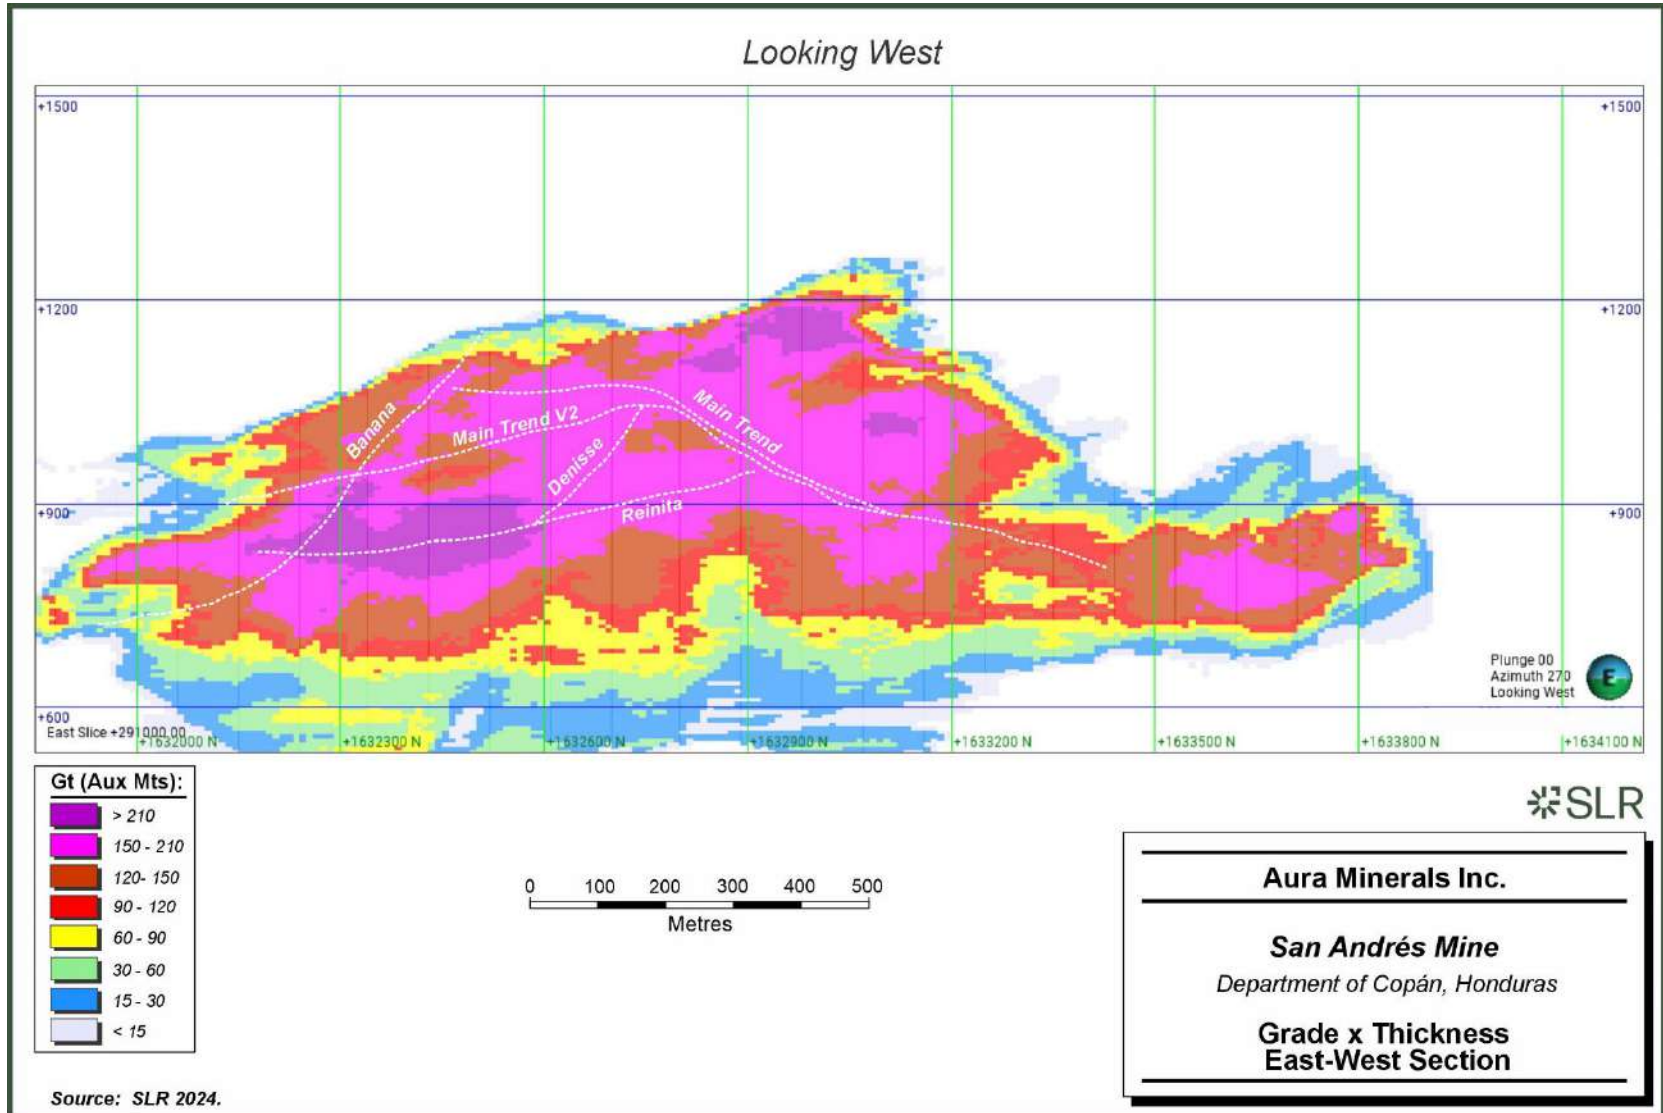 Looking West
+1500
+1500
+1200
+1200
Banana
Main Trend V2
Main Trend
Denisse
Reinita
+900
+900
+600
Plunge 00
Azimuth 270
Looking West
E
East Slice +291000.00
+1632000 N
+1632300 N
+1632600 N
+1632900 N
+1633200 N
+1633500 N
+1633800 N
+1634100 N
Gt (Aux Mts):
> 210
150 - 210
120- 150
90 - 120
60 - 90
30 - 60
15 - 30
< 15
0 100 200 300 400 500
Metres
SLR
Aura Minerals Inc.
San Andrés Mine
Department of Copán, Honduras
Grade x Thickness
East-West Section
Source: SLR 2024.